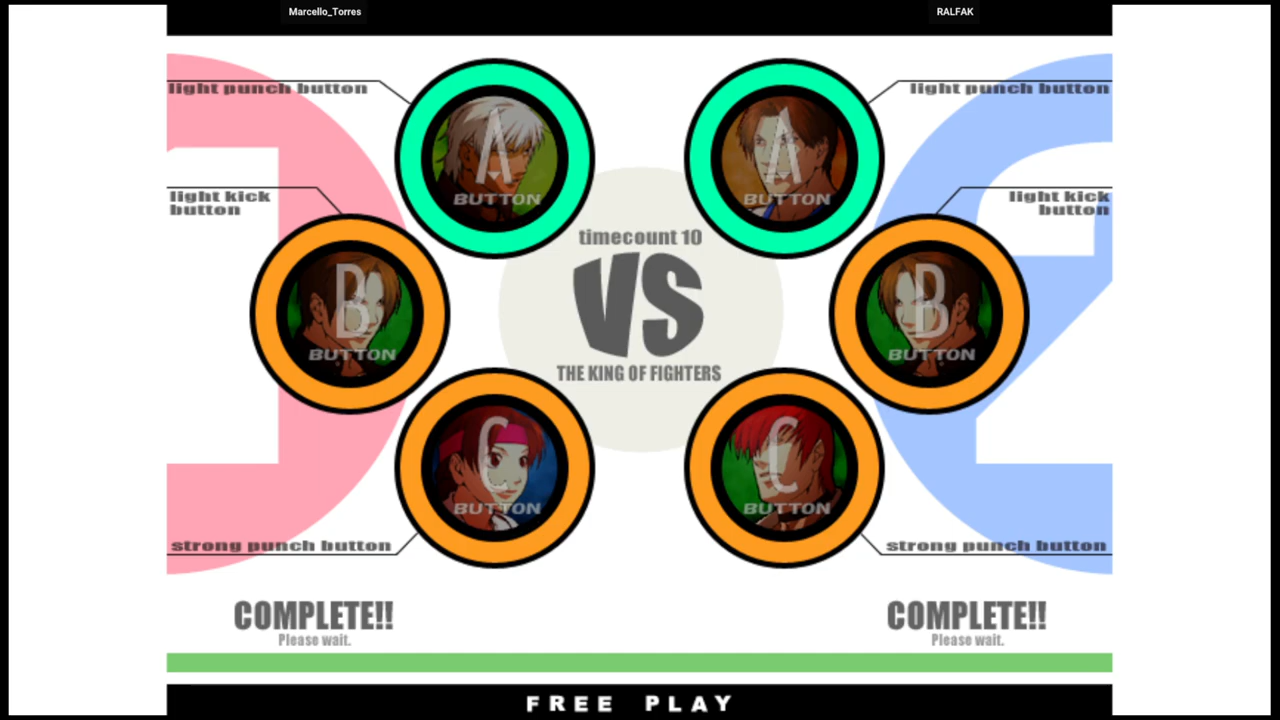 Marcello_Torres
RALFAK
light punch button
light punch button
A
BUTTON
A
BUTTON
light kick
button
light kick
button
timecount 10
VS
THE KING OF FIGHTERS
B
BUTTON
B
BUTTON
C
BUTTON
C
BUTTON
strong punch button
strong punch button
1
2
COMPLETE!!
Please wait.
COMPLETE!!
Please wait.
FREE PLAY